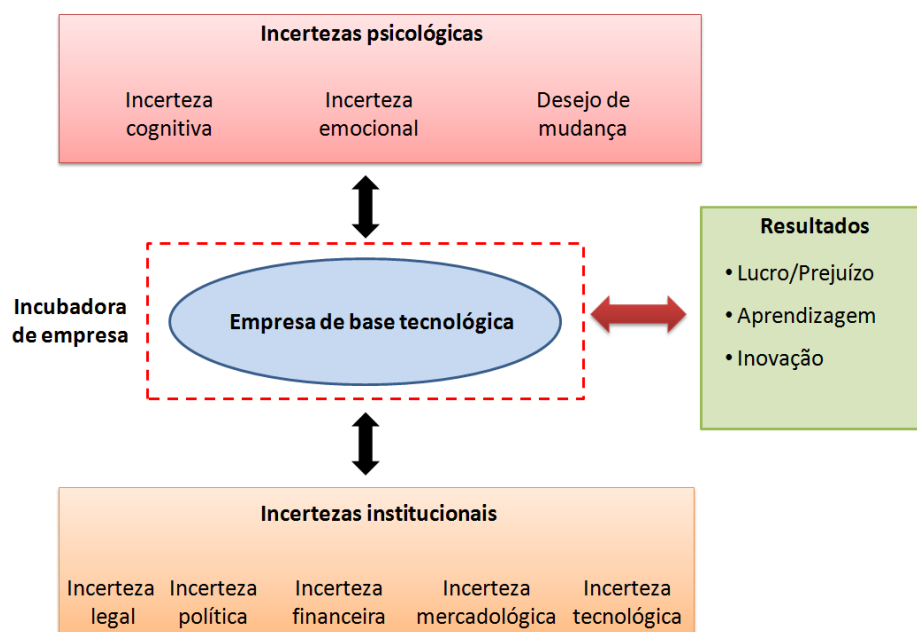 Incertezas psicológicas
Incerteza
cognitiva
Incerteza
emocional
Desejo de
mudança
Incubadora
de empresa
Empresa de base tecnológica
Resultados
• Lucro/Prejuízo
• Aprendizagem
• Inovação
Incertezas institucionais
Incerteza
legal
Incerteza
política
Incerteza
financeira
Incerteza
mercadológica
Incerteza
tecnológica